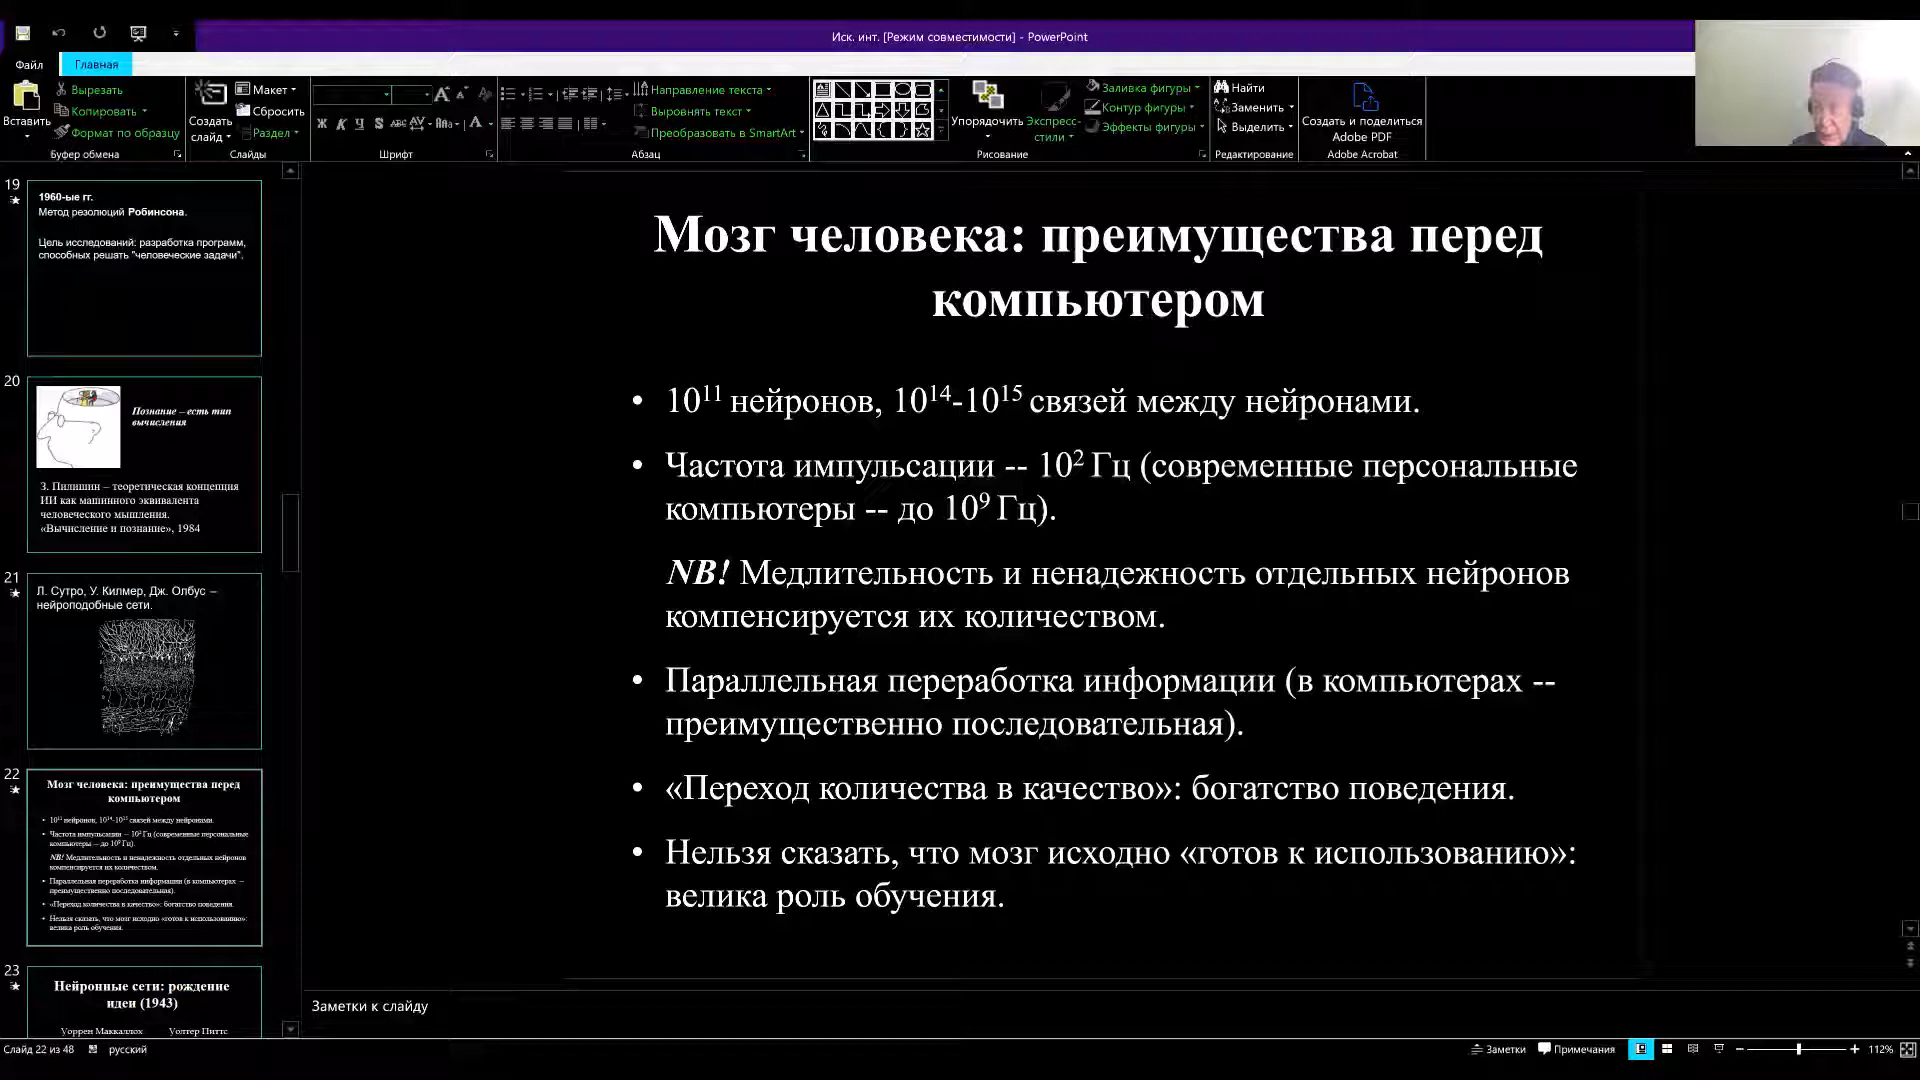 Иск. инт. [Режим совместимости] - PowerPoint
Файл
Главная
Вставить
Вырезать
Копировать
Формат по образцу
Буфер обмена
Создать слайд
Макет
Сбросить
Раздел
Слайды
Ж К Ч S abc AV Aa A
Шрифт
Направление текста
Выровнять текст
Преобразовать в SmartArt
Абзац
Упорядочить
Экспресс-стили
Заливка фигуры
Контур фигуры
Эффекты фигуры
Рисование
Найти
Заменить
Выделить
Редактирование
Создать и поделиться
Adobe PDF
Adobe Acrobat
19
1960-ые гг.
Метод резолюций Робинсона.
Цель исследований: разработка программ,
способных решать "человеческие задачи".
20
Познание – есть тип
вычисления
З. Пилишин – теоретическая концепция
ИИ как машинного эквивалента
человеческого мышления.
«Вычисление и познание», 1984
21
Л. Сутро, У. Килмер, Дж. Олбус –
нейроподобные сети.
22
Мозг человека: преимущества перед
компьютером
• 10¹¹ нейронов, 10¹⁴-10¹⁵ связей между нейронами.
• Частота импульсации -- 10² Гц (современные персональные
компьютеры -- до 10⁹ Гц).
NB! Медлительность и ненадежность отдельных нейронов
компенсируется их количеством.
• Параллельная переработка информации (в компьютерах --
преимущественно последовательная).
• «Переход количества в качество»: богатство поведения.
• Нельзя сказать, что мозг исходно «готов к использованию»:
велика роль обучения.
23
Нейронные сети: рождение
идеи (1943)
Уоррен Маккаллох Уолтер Питтс
Мозг человека: преимущества перед
компьютером
• 10¹¹ нейронов, 10¹⁴-10¹⁵ связей между нейронами.
• Частота импульсации -- 10² Гц (современные персональные
компьютеры -- до 10⁹ Гц).
NB! Медлительность и ненадежность отдельных нейронов
компенсируется их количеством.
• Параллельная переработка информации (в компьютерах --
преимущественно последовательная).
• «Переход количества в качество»: богатство поведения.
• Нельзя сказать, что мозг исходно «готов к использованию»:
велика роль обучения.
Заметки к слайду
Слайд 22 из 48 русский
Заметки Примечания 112%